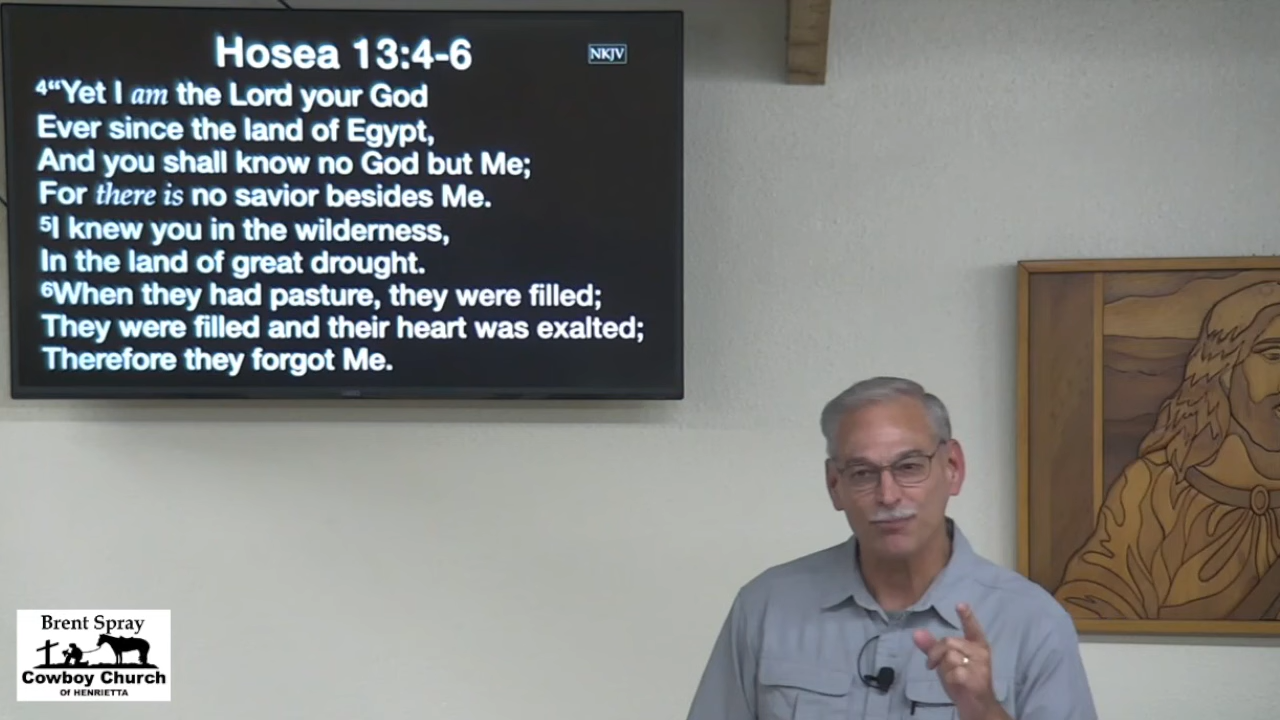 Hosea 13:4-6
NKJV
4“Yet I am the Lord your God
Ever since the land of Egypt,
And you shall know no God but Me;
For there is no savior besides Me.
5I knew you in the wilderness,
In the land of great drought.
6When they had pasture, they were filled;
They were filled and their heart was exalted;
Therefore they forgot Me.
Brent Spray
Cowboy Church
OF HENRIETTA